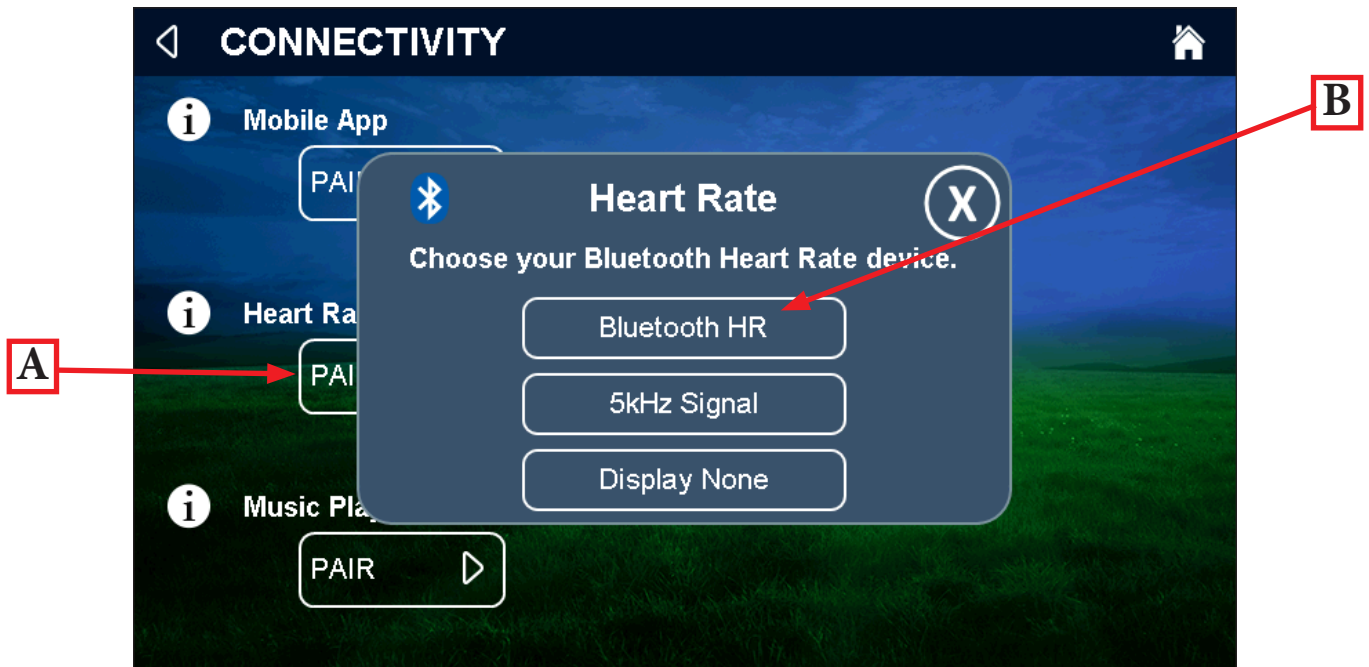 CONNECTIVITY
B
i Mobile App
PAI
Heart Rate
X
Choose your Bluetooth Heart Rate device.
i Heart Ra
Bluetooth HR
A
PAI
5kHz Signal
Display None
i Music Pla
PAIR